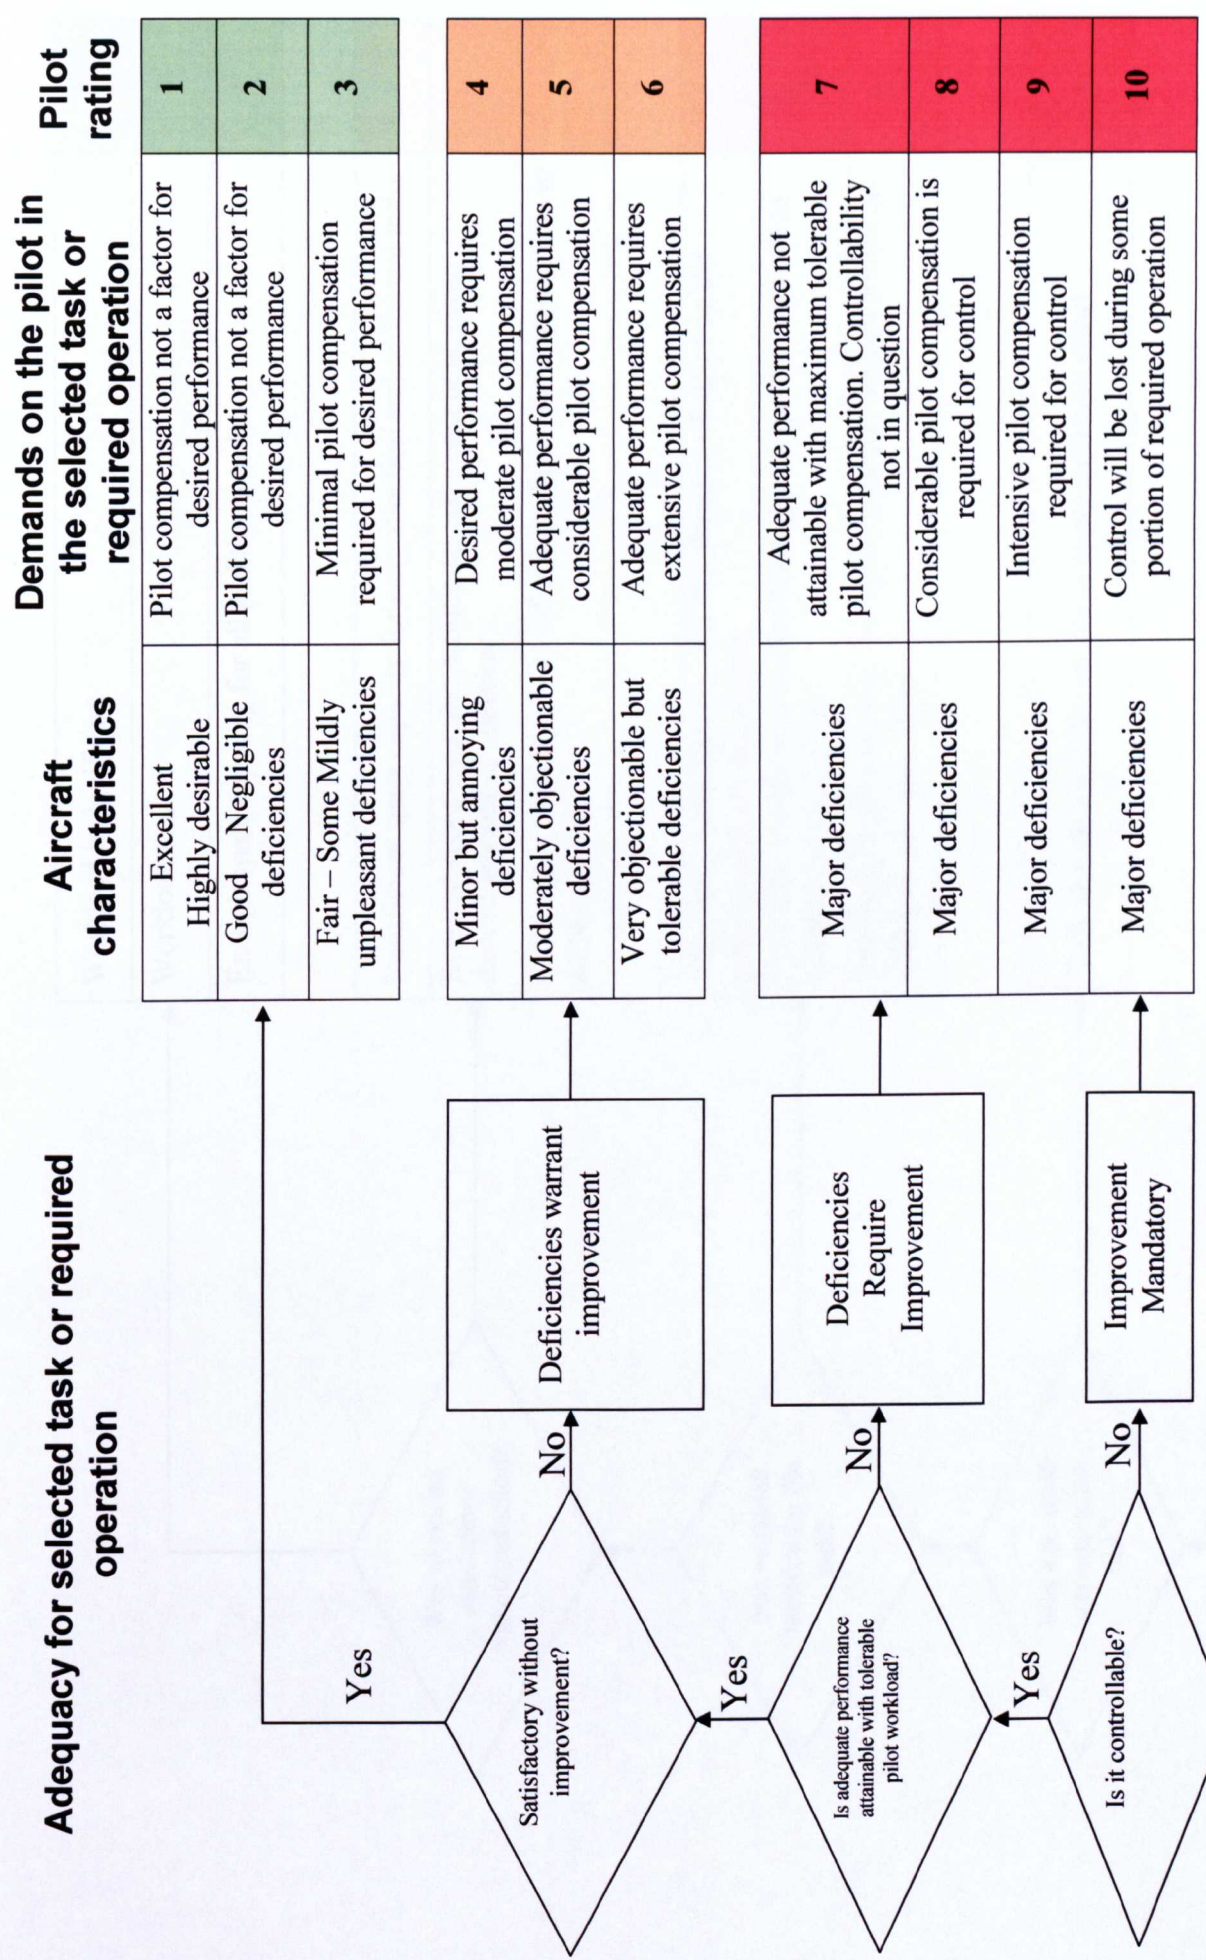 Adequacy for selected task or required
operation
Aircraft
characteristics
Demands on the pilot in
the selected task or
required operation
Pilot
rating
Excellent
Highly desirable
Pilot compensation not a factor for
desired performance
1
Good Negligible
deficiencies
Pilot compensation not a factor for
desired performance
2
Fair – Some Mildly
unpleasant deficiencies
Minimal pilot compensation
required for desired performance
3
Yes
Satisfactory without
improvement?
No
Deficiencies warrant
improvement
Minor but annoying
deficiencies
Desired performance requires
moderate pilot compensation
4
Moderately objectionable
deficiencies
Adequate performance requires
considerable pilot compensation
5
Very objectionable but
tolerable deficiencies
Adequate performance requires
extensive pilot compensation
6
Yes
Is adequate performance
attainable with tolerable
pilot workload?
No
Deficiencies
Require
Improvement
Major deficiencies
Adequate performance not
attainable with maximum tolerable
pilot compensation. Controllability
not in question
7
Major deficiencies
Considerable pilot compensation is
required for control
8
Major deficiencies
Intensive pilot compensation
required for control
9
Yes
Is it controllable?
No
Improvement
Mandatory
Major deficiencies
Control will be lost during some
portion of required operation
10